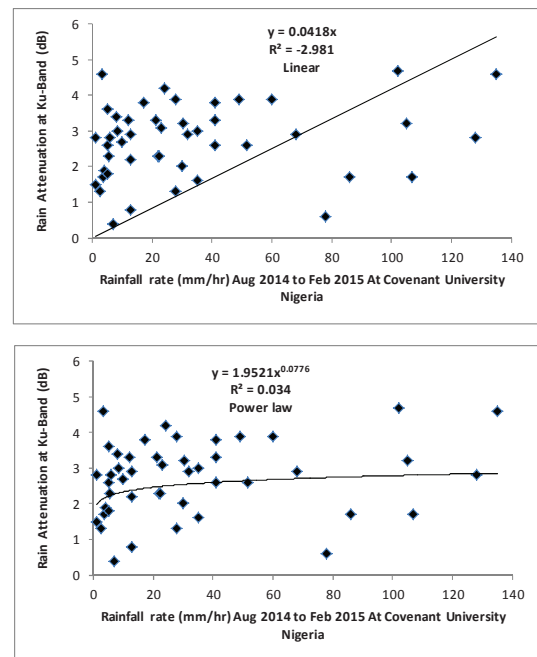 y = 0.0418x
R² = -2.981
Linear
Rain Attenuation at Ku-Band (dB)
6
5
4
3
2
1
0
0 20 40 60 80 100 120 140
Rainfall rate (mm/hr) Aug 2014 to Feb 2015 At Covenant University
Nigeria
y = 1.9521x^0.0776
R² = 0.034
Power law
Rain Attenuation at Ku-Band (dB)
6
5
4
3
2
1
0
0 20 40 60 80 100 120 140
Rainfall rate (mm/hr) Aug 2014 to Feb 2015 At Covenant University
Nigeria